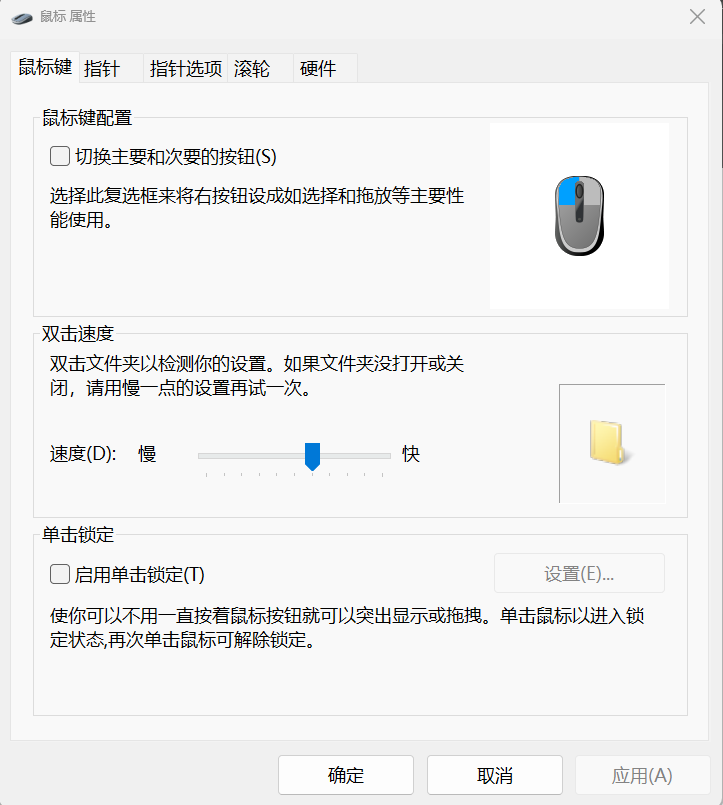 鼠标 属性
鼠标键 指针 指针选项 滚轮 硬件
鼠标键配置
切换主要和次要的按钮(S)
选择此复选框来将右按钮设成如选择和拖放等主要性
能使用。
双击速度
双击文件夹以检测你的设置。如果文件夹没打开或关
闭，请用慢一点的设置再试一次。
速度(D): 慢 快
单击锁定
启用单击锁定(T) 设置(E)...
使你可以不用一直按着鼠标按钮就可以突出显示或拖拽。单击鼠标以进入锁
定状态,再次单击鼠标可解除锁定。
确定 取消 应用(A)